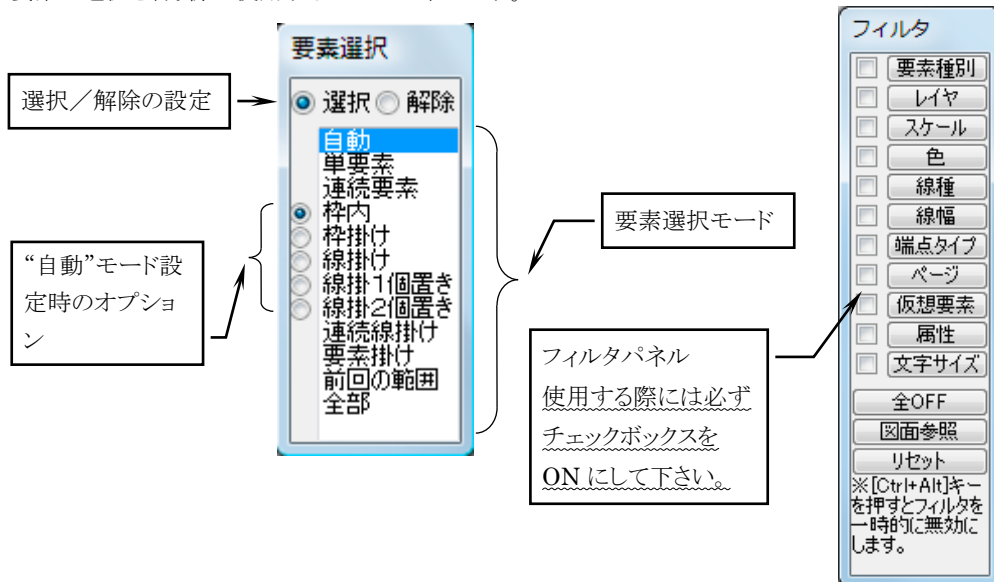 要素選択
選択／解除の設定
選択 解除
自動
単要素
連続要素
枠内
枠掛け
線掛け
線掛1個置き
線掛2個置き
連続線掛け
要素掛け
前回の範囲
全部
“自動”モード設
定時のオプショ
ン
要素選択モード
フィルタパネル
使用する際には必ず
チェックボックスを
ON にして下さい。
フィルタ
要素種別
レイヤ
スケール
色
線種
線幅
端点タイプ
ページ
仮想要素
属性
文字サイズ
全OFF
図面参照
リセット
※[Ctrl+Alt]キー
を押すとフィルタを
一時的に無効に
します。